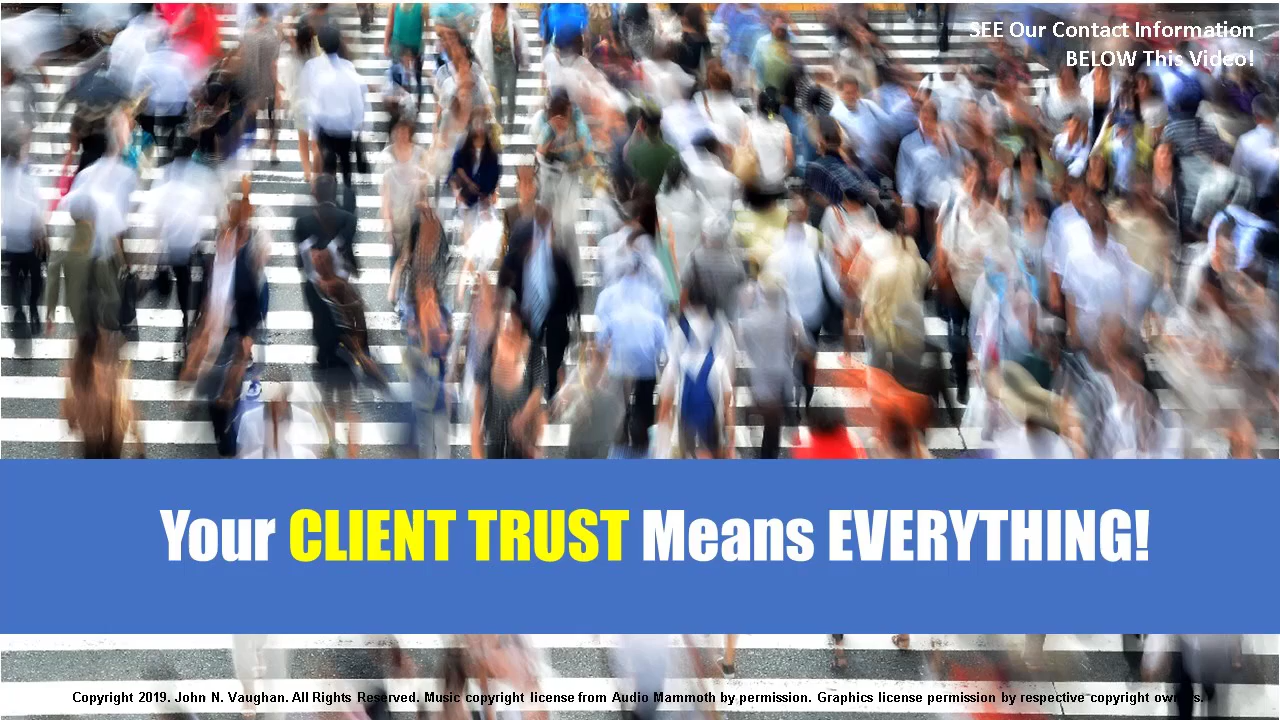 SEE Our Contact Information
BELOW This Video!
Your CLIENT TRUST Means EVERYTHING!
Copyright 2019. John N. Vaughan. All Rights Reserved. Music copyright license from Audio Mammoth by permission. Graphics license permission by respective copyright owners.